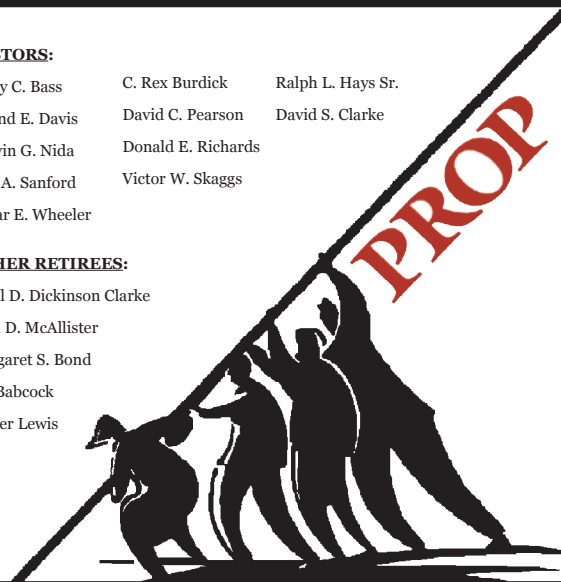 TORS:
y C. Bass
nd E. Davis
in G. Nida
A. Sanford
ar E. Wheeler
C. Rex Burdick
David C. Pearson
Donald E. Richards
Victor W. Skaggs
Ralph L. Hays Sr.
David S. Clarke
HER RETIREES:
l D. Dickinson Clarke
D. McAllister
garet S. Bond
Babcock
er Lewis
PROP